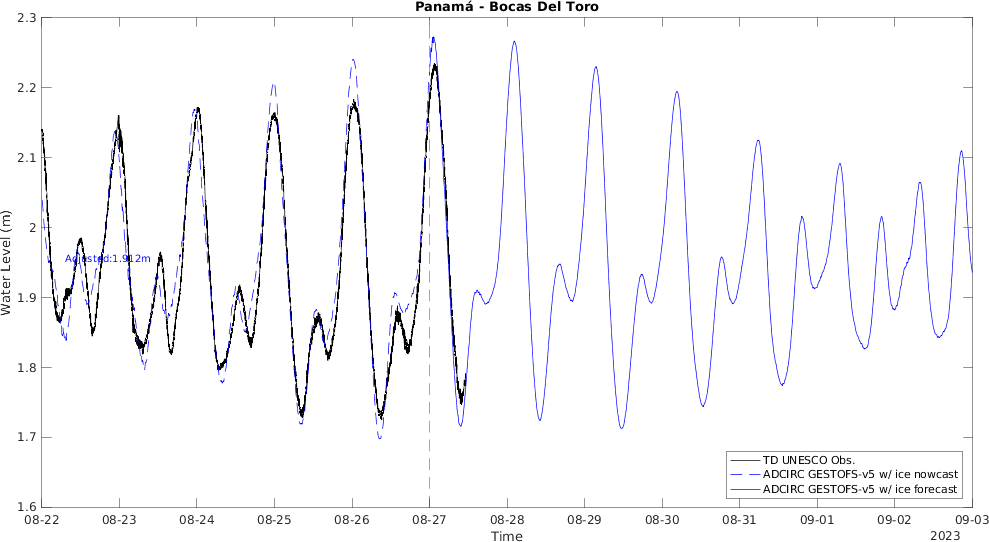 Panamá - Bocas Del Toro
Water Level (m)
2.3
2.2
2.1
2
1.9
1.8
1.7
1.6
Adjusted:1.912m
TD UNESCO Obs.
ADCIRC GESTOFS-v5 w/ ice nowcast
ADCIRC GESTOFS-v5 w/ ice forecast
08-22 08-23 08-24 08-25 08-26 08-27 08-28 08-29 08-30 08-31 09-01 09-02 09-03
Time
2023